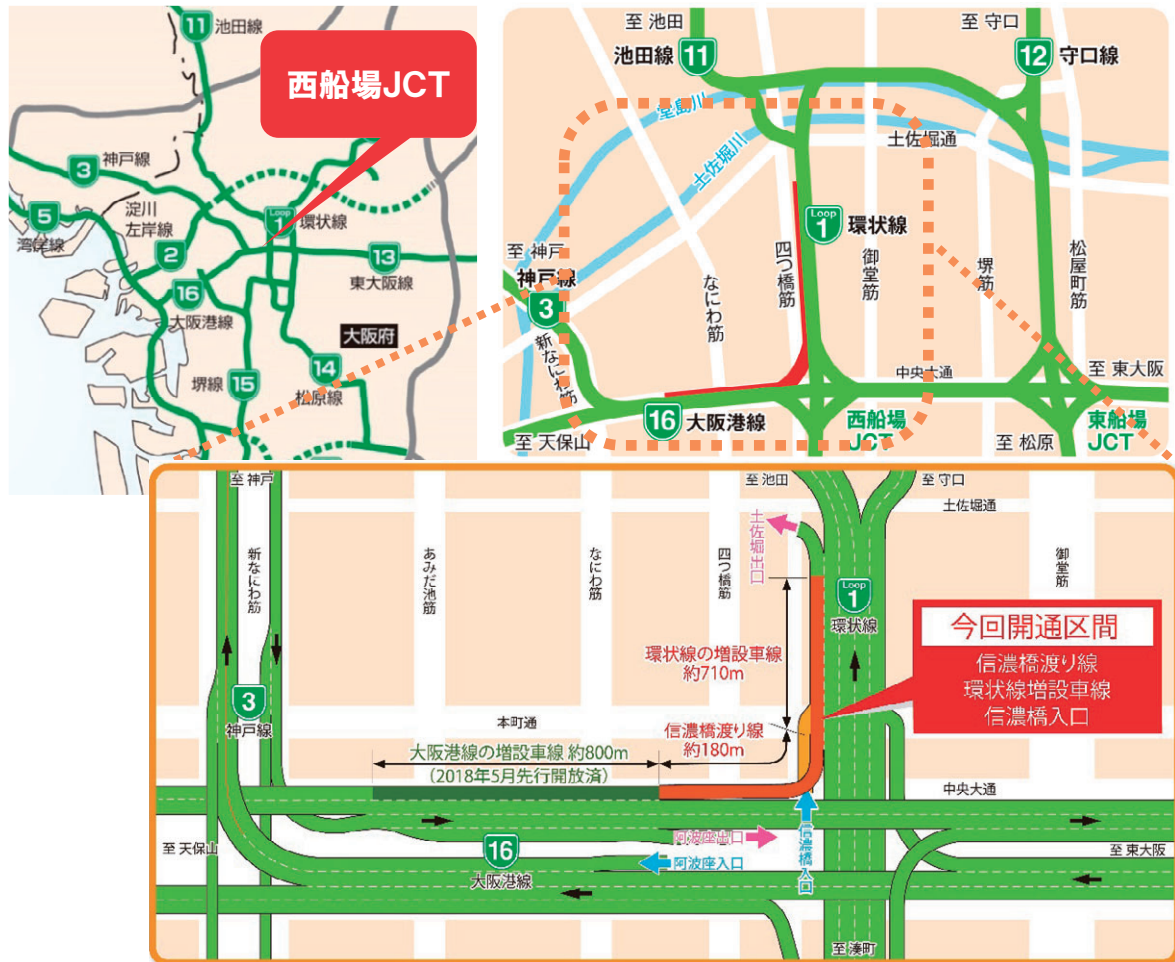 11
池田線
西船場JCT
3
神戸線
5
湾岸線
淀川
左岸線
2
Loop
1
環状線
13
東大阪線
16
大阪港線
大阪府
堺線
15
14
松原線
至 池田
池田線
11
至 守口
12
守口線
堂島川
土佐堀川
土佐堀通
Loop
1
環状線
至 神戸
神戸線
3
新なにわ筋
なにわ筋
四つ橋筋
御堂筋
堺筋
松屋町筋
中央大通
至 東大阪
16
大阪港線
至 天保山
西船場
JCT
至 松原
東船場
JCT
至 神戸
至 池田
至 守口
土佐堀通
土佐堀出口
新なにわ筋
あみだ池筋
なにわ筋
四つ橋筋
御堂筋
Loop
1
環状線
今回開通区間
信濃橋渡り線
環状線増設車線
信濃橋入口
環状線の増設車線
約710m
3
神戸線
本町通
信濃橋渡り線
約180m
大阪港線の増設車線 約800m
(2018年5月先行開放済)
中央大通
至 天保山
16
大阪港線
阿波座出口
阿波座入口
信濃橋入口
至 東大阪
至 湊町